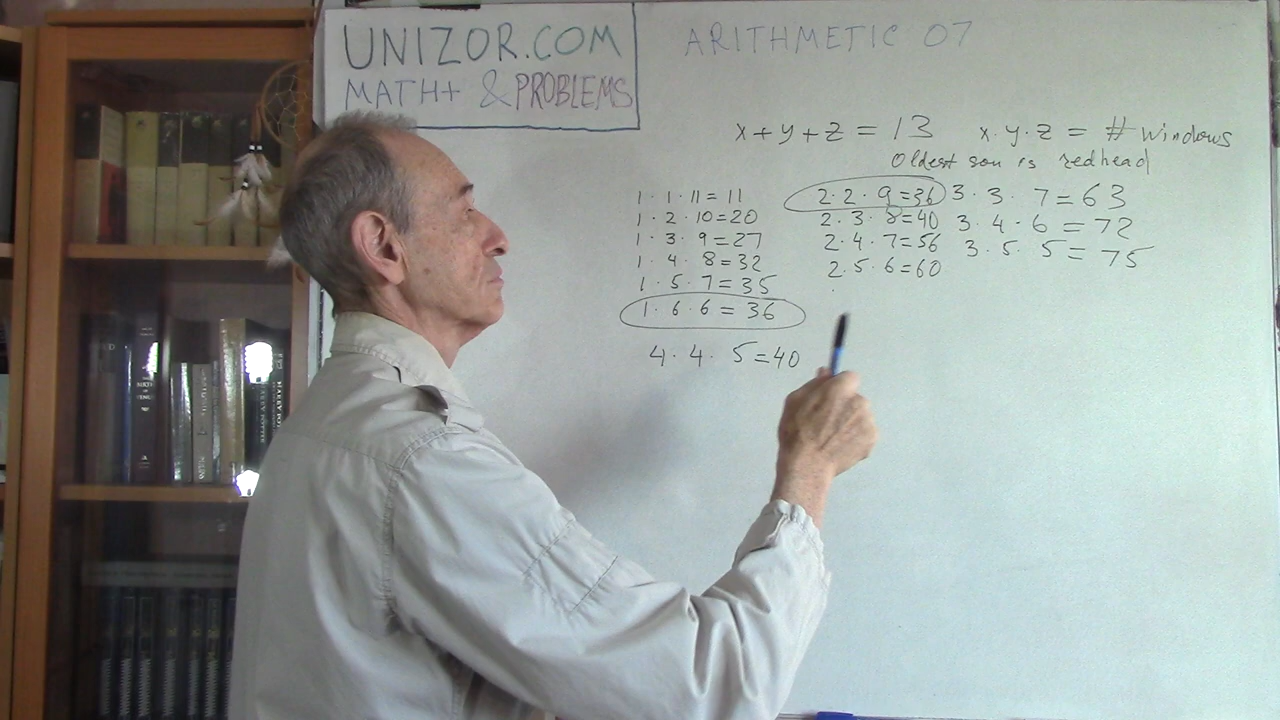 UNIZOR.COM
MATH+ & PROBLEMS
ARITHMETIC 07
x+y+z = 13 x·y·z = # windows
Oldest son is redhead
1·1·11=11
1·2·10=20
1·3·9=27
1·4·8=32
1·5·7=35
1·6·6=36
4·4·5=40
2·2·9=36
2·3·8=40
2·4·7=56
2·5·6=60
3·3·7=63
3·4·6=72
3·5·5=75